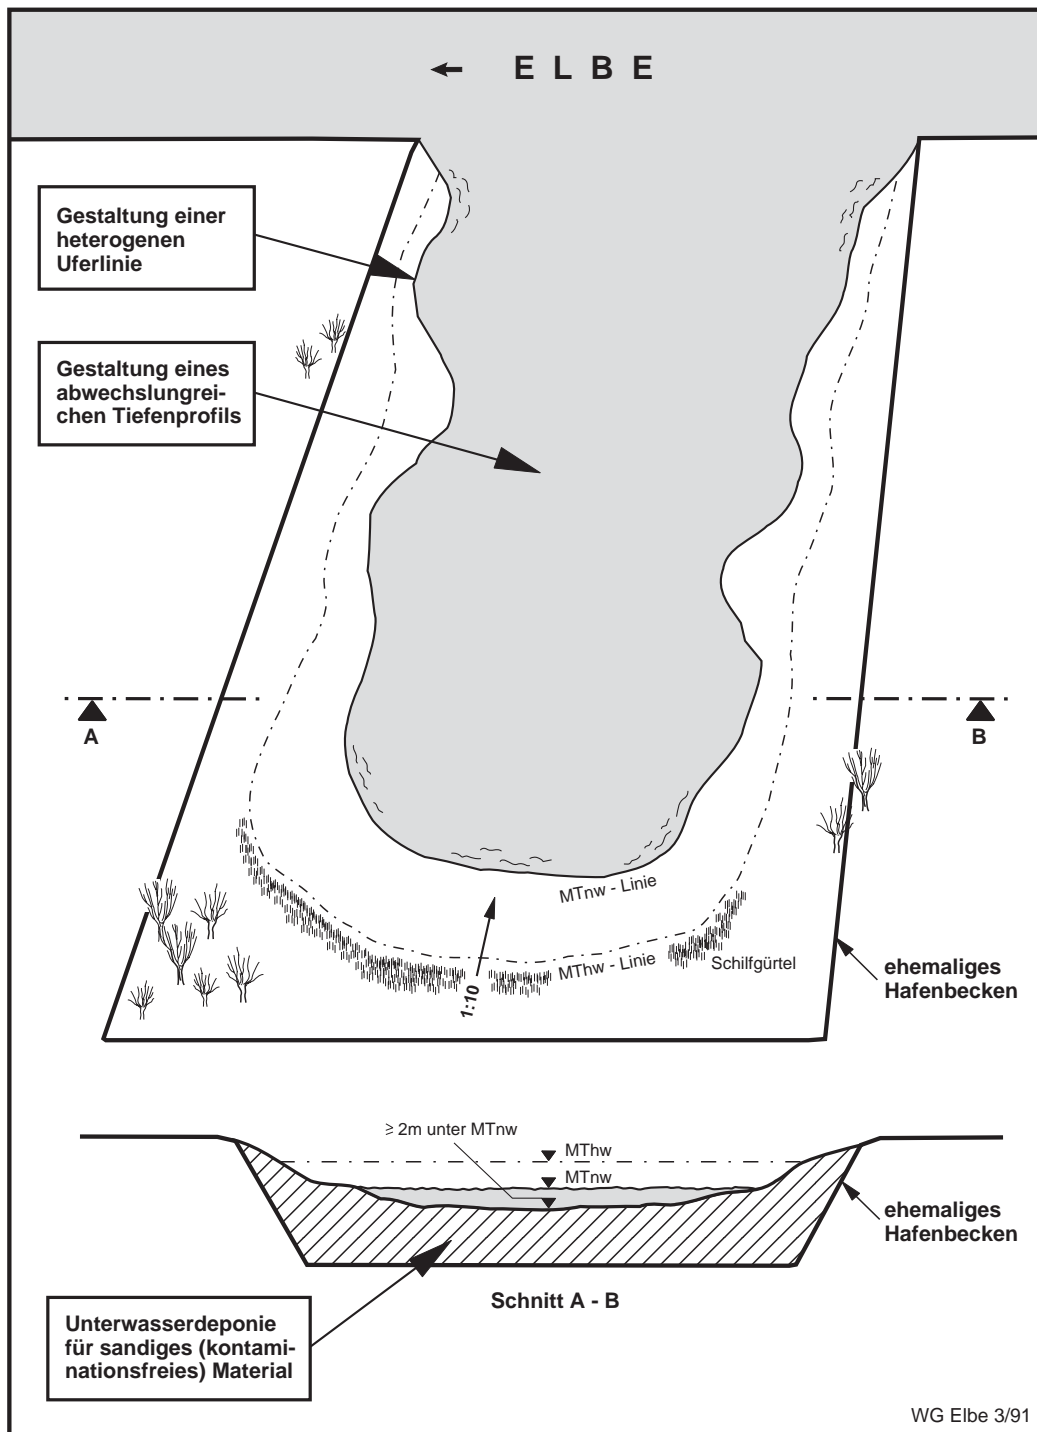 E L B E
Gestaltung einer
heterogenen
Uferlinie
Gestaltung eines
abwechslungrei-
chen Tiefenprofils
A
B
MTnw - Linie
MThw - Linie
Schilfgürtel
1:10
ehemaliges
Hafenbecken
≥ 2m unter MTnw
MThw
MTnw
ehemaliges
Hafenbecken
Schnitt A - B
Unterwasserdeponie
für sandiges (kontami-
nationsfreies) Material
WG Elbe 3/91